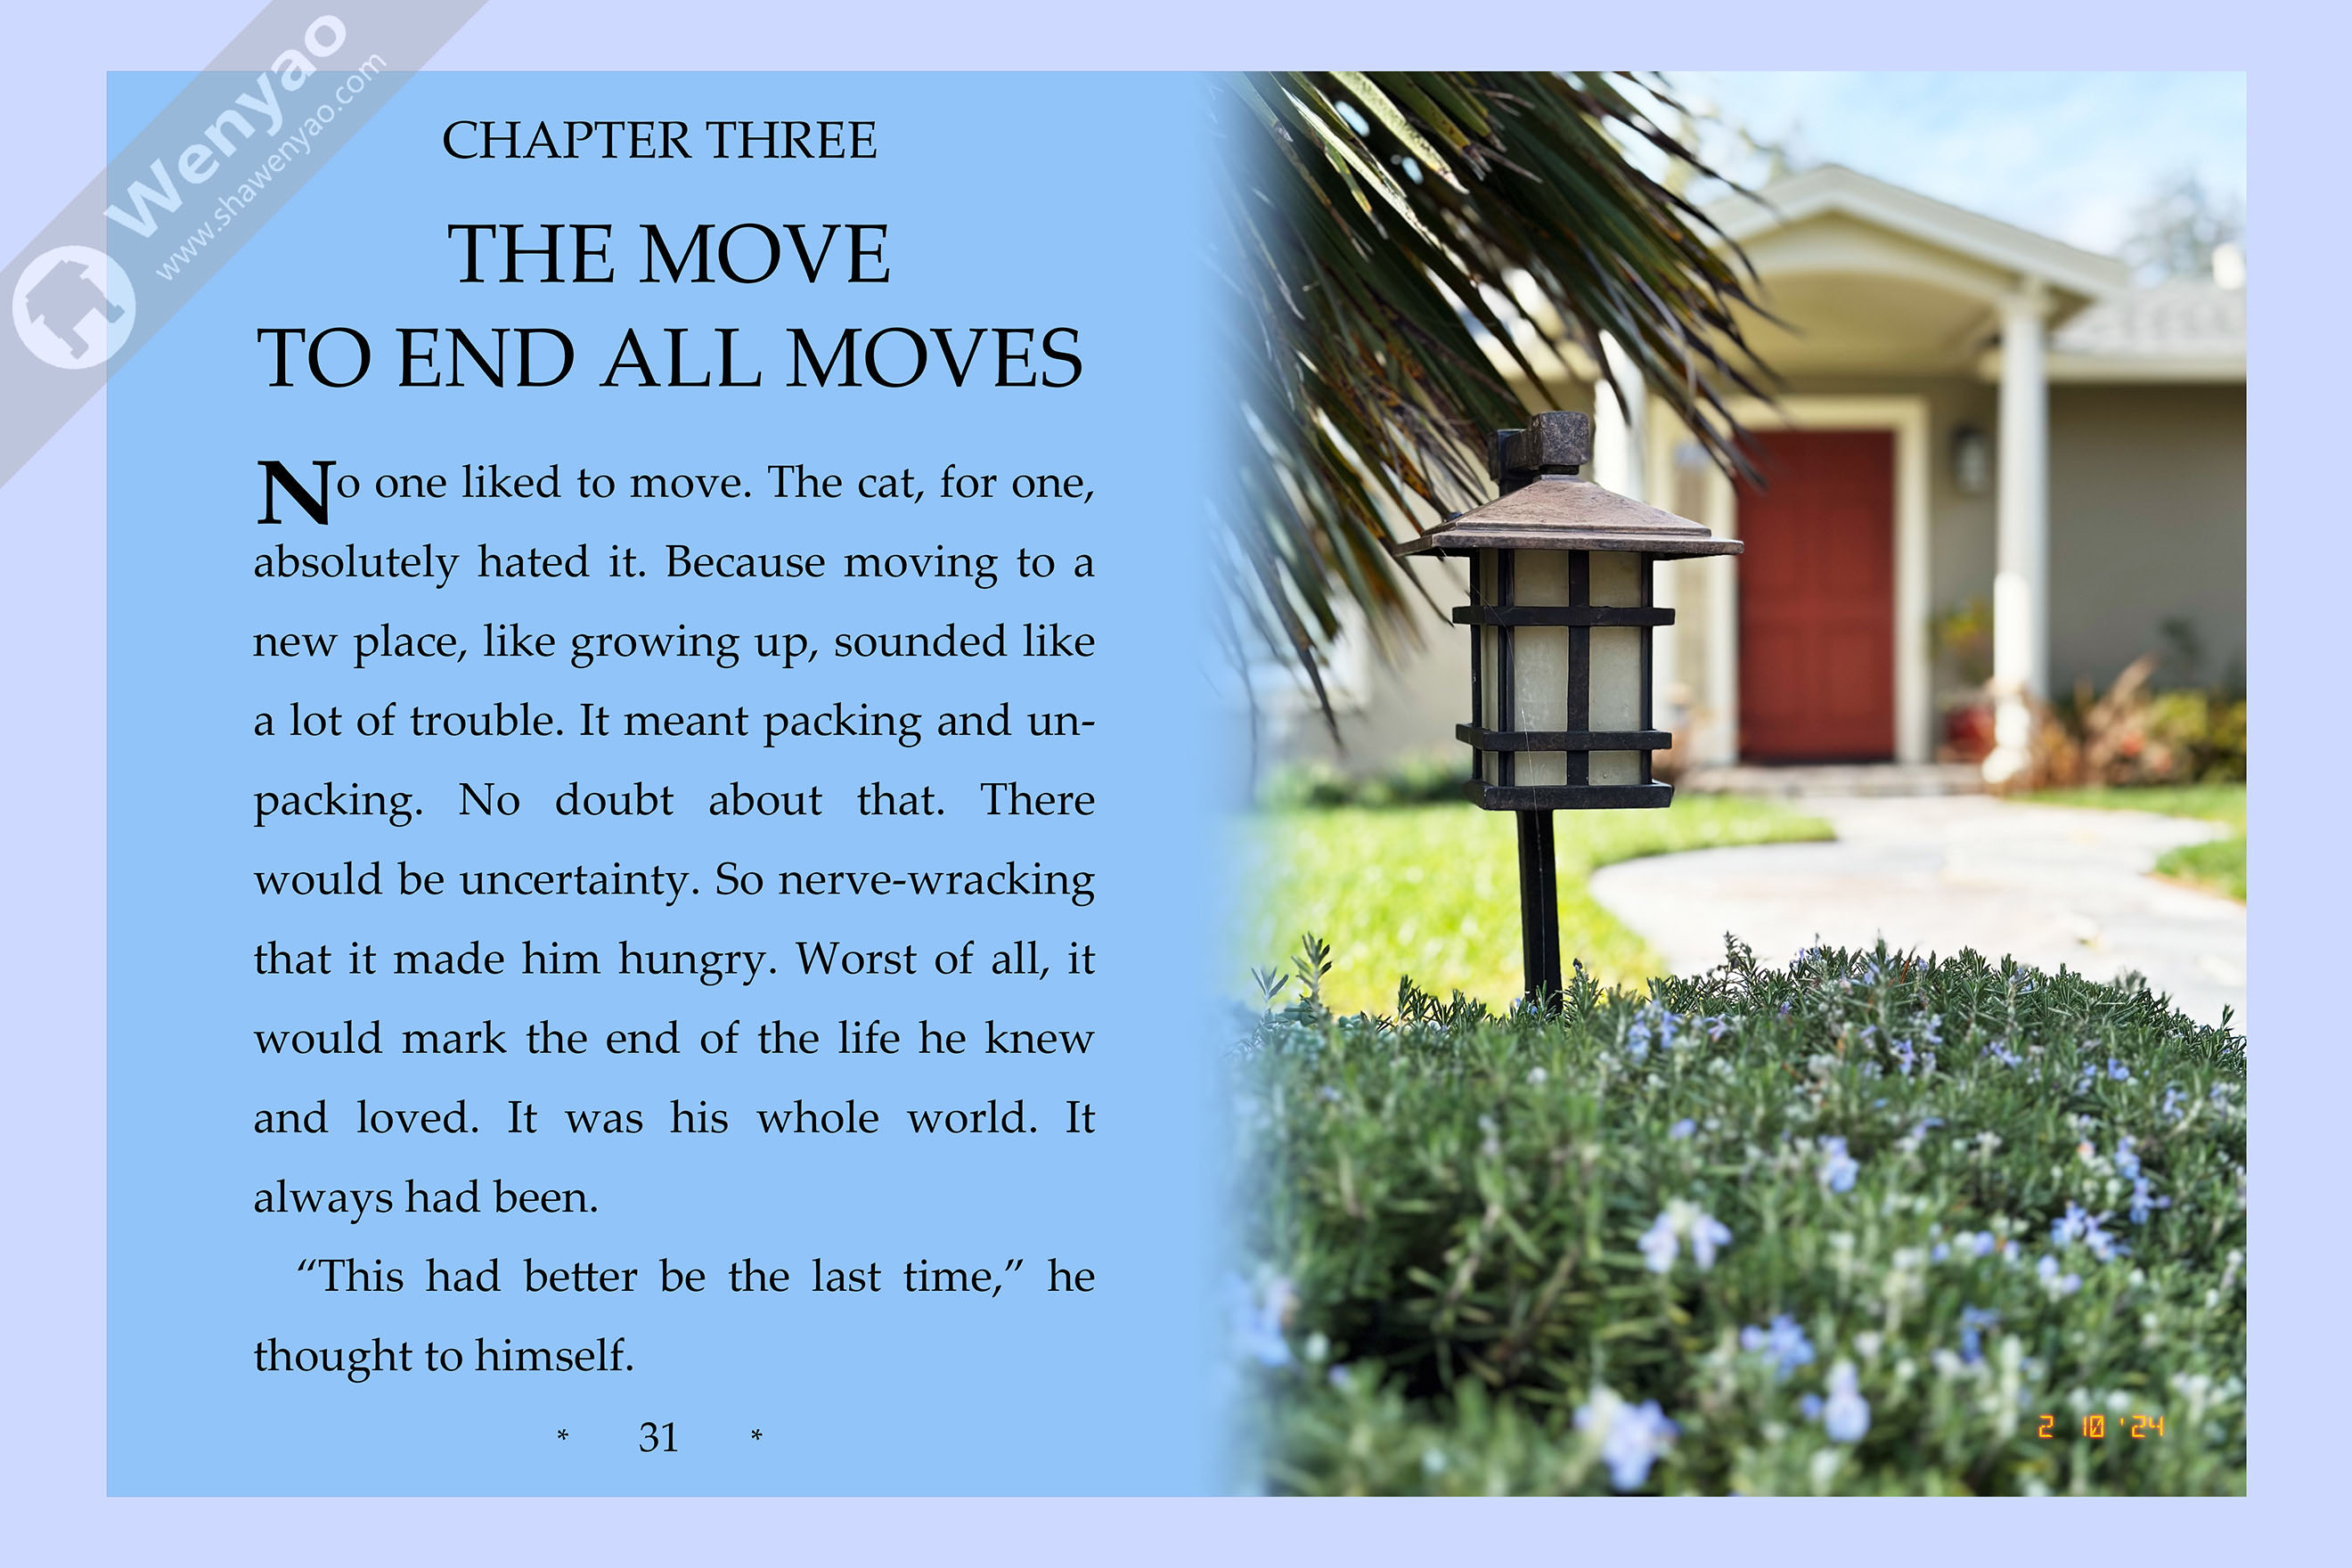 Wenyao
www.shawenyao.com
CHAPTER THREE
THE MOVE
TO END ALL MOVES
No one liked to move. The cat, for one,
absolutely hated it. Because moving to a
new place, like growing up, sounded like
a lot of trouble. It meant packing and un-
packing. No doubt about that. There
would be uncertainty. So nerve-wracking
that it made him hungry. Worst of all, it
would mark the end of the life he knew
and loved. It was his whole world. It
always had been.
“This had better be the last time,” he
thought to himself.
* 31 *
2 10 '24